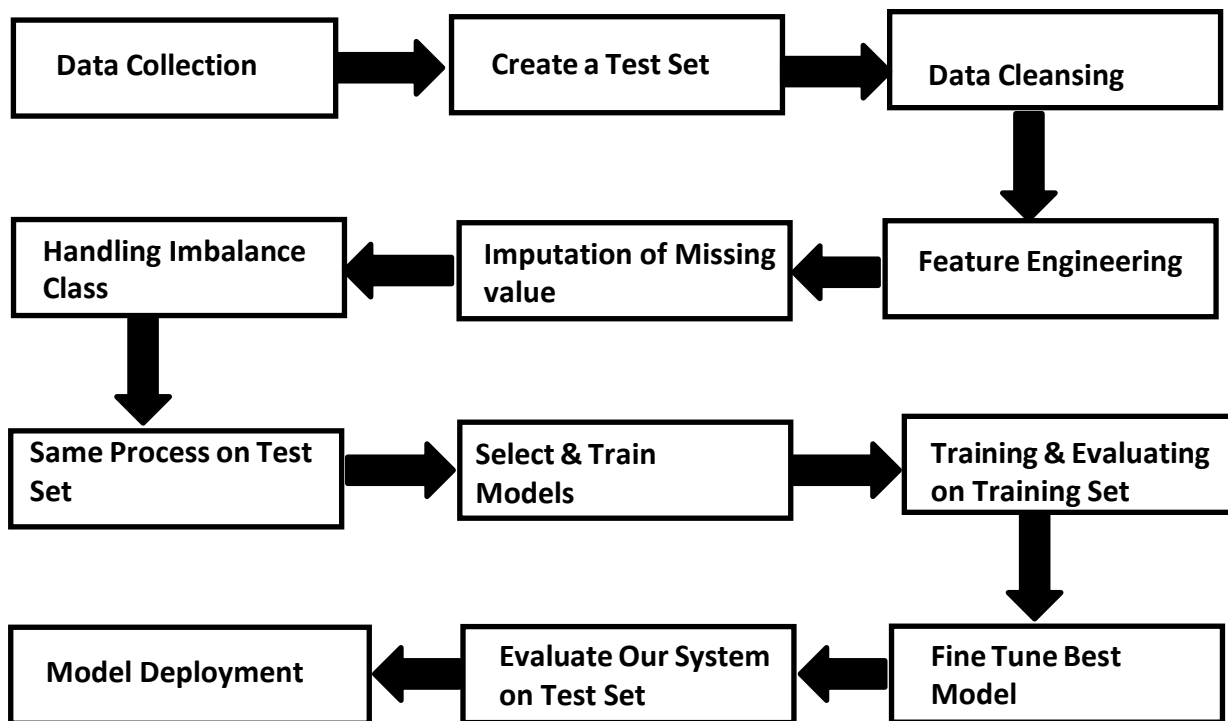 Data Collection
Create a Test Set
Data Cleansing
Feature Engineering
Imputation of Missing
value
Handling Imbalance
Class
Same Process on Test
Set
Select & Train
Models
Training & Evaluating
on Training Set
Fine Tune Best
Model
Evaluate Our System
on Test Set
Model Deployment